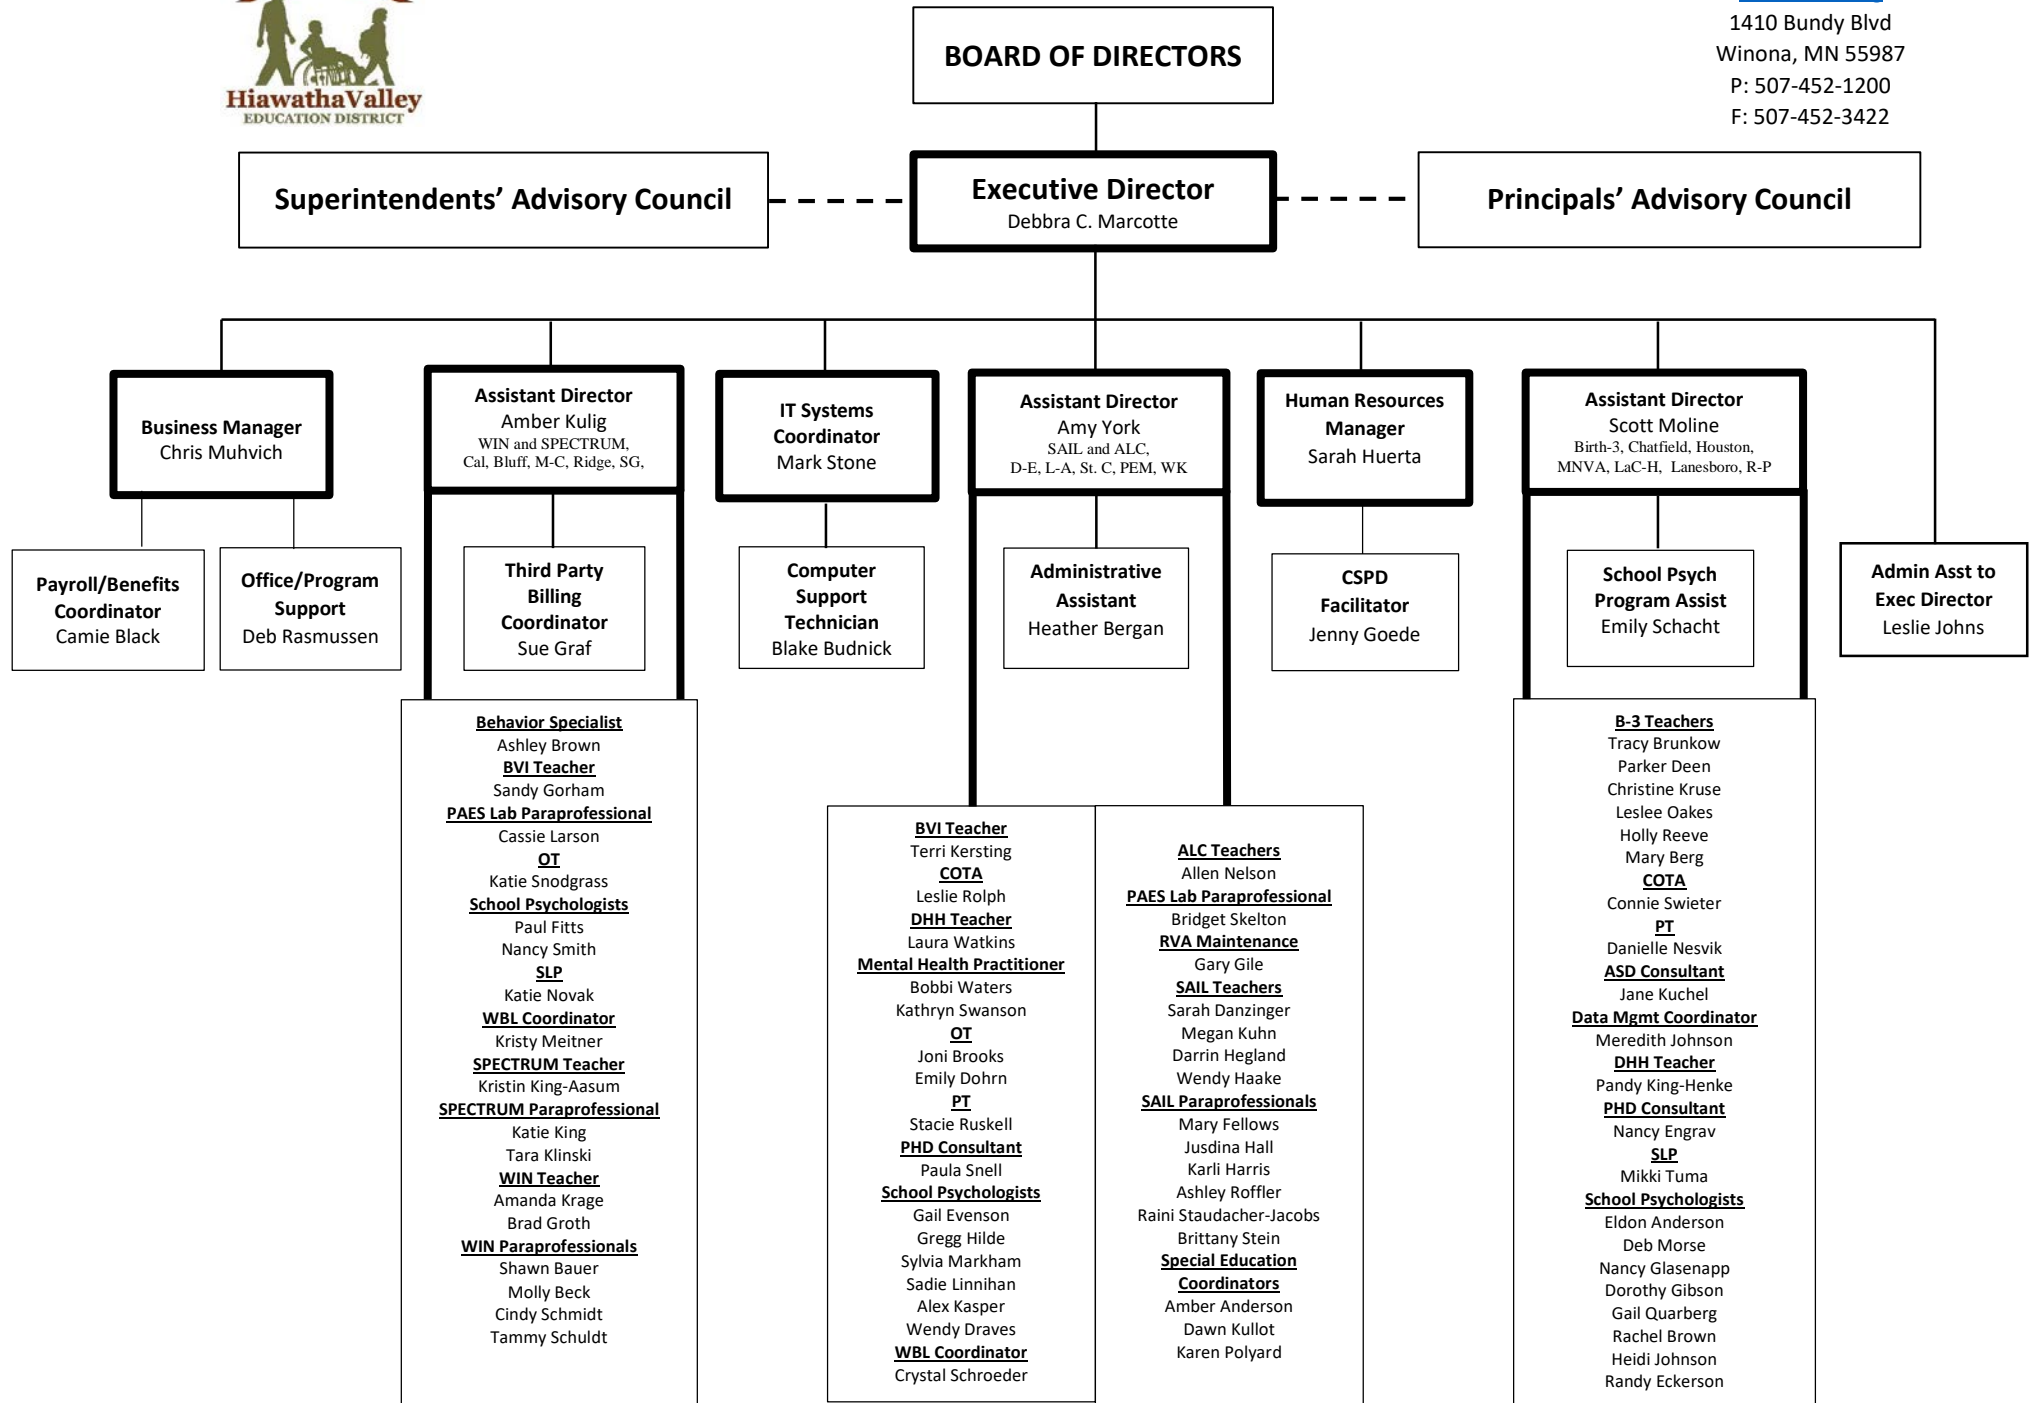 HiawathaValley
EDUCATION DISTRICT
1410 Bundy Blvd
Winona, MN 55987
P: 507-452-1200
F: 507-452-3422
BOARD OF DIRECTORS
Superintendents’ Advisory Council
Executive Director
Debbra C. Marcotte
Principals’ Advisory Council
Business Manager
Chris Muhvich
Assistant Director
Amber Kulig
WIN and SPECTRUM,
Cal, Bluff, M-C, Ridge, SG,
IT Systems
Coordinator
Mark Stone
Assistant Director
Amy York
SAIL and ALC,
D-E, L-A, St. C, PEM, WK
Human Resources
Manager
Sarah Huerta
Assistant Director
Scott Moline
Birth-3, Chatfield, Houston,
MNVA, LaC-H, Lanesboro, R-P
Payroll/Benefits
Coordinator
Camie Black
Office/Program
Support
Deb Rasmussen
Third Party
Billing
Coordinator
Sue Graf
Computer
Support
Technician
Blake Budnick
Administrative
Assistant
Heather Bergan
CSPD
Facilitator
Jenny Goede
School Psych
Program Assist
Emily Schacht
Admin Asst to
Exec Director
Leslie Johns
Behavior Specialist
Ashley Brown
BVI Teacher
Sandy Gorham
PAES Lab Paraprofessional
Cassie Larson
OT
Katie Snodgrass
School Psychologists
Paul Fitts
Nancy Smith
SLP
Katie Novak
WBL Coordinator
Kristy Meitner
SPECTRUM Teacher
Kristin King-Aasum
SPECTRUM Paraprofessional
Katie King
Tara Klinski
WIN Teacher
Amanda Krage
Brad Groth
WIN Paraprofessionals
Shawn Bauer
Molly Beck
Cindy Schmidt
Tammy Schuldt
BVI Teacher
Terri Kersting
COTA
Leslie Rolph
DHH Teacher
Laura Watkins
Mental Health Practitioner
Bobbi Waters
Kathryn Swanson
OT
Joni Brooks
Emily Dohrn
PT
Stacie Ruskell
PHD Consultant
Paula Snell
School Psychologists
Gail Evenson
Gregg Hilde
Sylvia Markham
Sadie Linnihan
Alex Kasper
Wendy Draves
WBL Coordinator
Crystal Schroeder
ALC Teachers
Allen Nelson
PAES Lab Paraprofessional
Bridget Skelton
RVA Maintenance
Gary Gile
SAIL Teachers
Sarah Danzinger
Megan Kuhn
Darrin Hegland
Wendy Haake
SAIL Paraprofessionals
Mary Fellows
Jusdina Hall
Karli Harris
Ashley Roffler
Raini Staudacher-Jacobs
Brittany Stein
Special Education
Coordinators
Amber Anderson
Dawn Kullot
Karen Polyard
B-3 Teachers
Tracy Brunkow
Parker Deen
Christine Kruse
Leslee Oakes
Holly Reeve
Mary Berg
COTA
Connie Swieter
PT
Danielle Nesvik
ASD Consultant
Jane Kuchel
Data Mgmt Coordinator
Meredith Johnson
DHH Teacher
Pandy King-Henke
PHD Consultant
Nancy Engrav
SLP
Mikki Tuma
School Psychologists
Eldon Anderson
Deb Morse
Nancy Glasenapp
Dorothy Gibson
Gail Quarberg
Rachel Brown
Heidi Johnson
Randy Eckerson